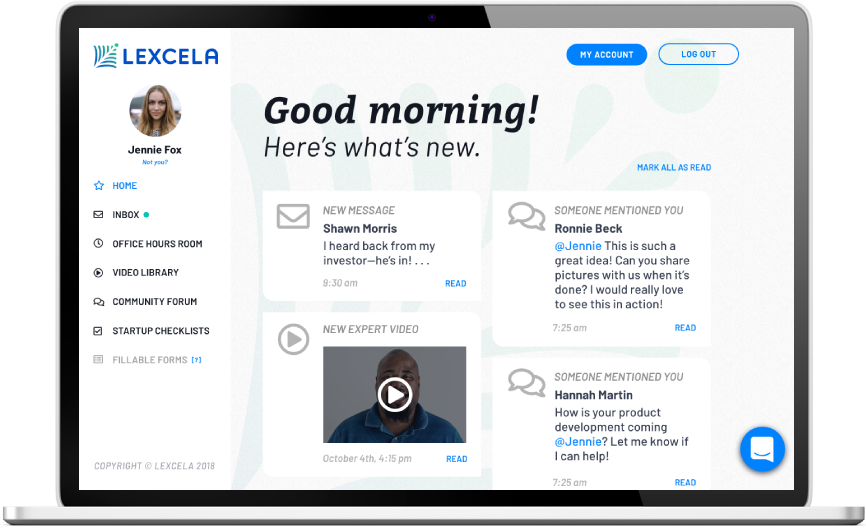 LEXCELA
Jennie Fox
Not you?
HOME
INBOX
OFFICE HOURS ROOM
VIDEO LIBRARY
COMMUNITY FORUM
STARTUP CHECKLISTS
FILLABLE FORMS [?]
COPYRIGHT © LEXCELA 2018
MY ACCOUNT
LOG OUT
Good morning!
Here's what's new.
MARK ALL AS READ
NEW MESSAGE
Shawn Morris
I heard back from my
investor—he's in! . . .
9:30 am
READ
NEW EXPERT VIDEO
October 4th, 4:15 pm
READ
SOMEONE MENTIONED YOU
Ronnie Beck
@Jennie This is such a
great idea! Can you share
pictures with us when it's
done? I would really love
to see this in action!
7:25 am
READ
SOMEONE MENTIONED YOU
Hannah Martin
How is your product
development coming
@Jennie? Let me know if
I can help!
7:25 am
READ